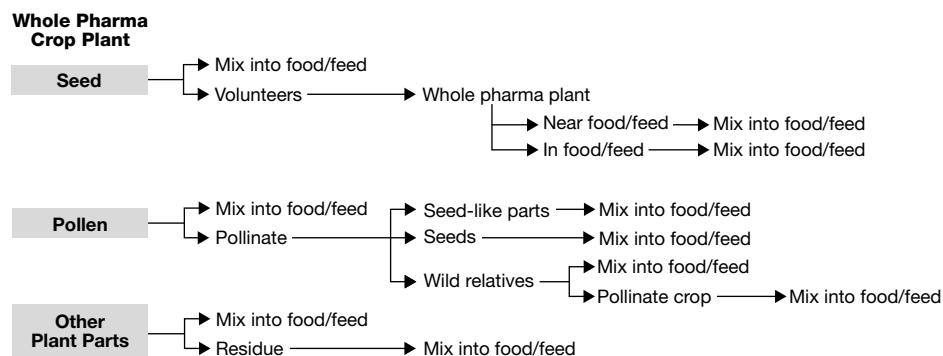 Whole Pharma
Crop Plant
Seed
Mix into food/feed
Volunteers
Whole pharma plant
Near food/feed
Mix into food/feed
In food/feed
Mix into food/feed
Pollen
Mix into food/feed
Pollinate
Seed-like parts
Mix into food/feed
Seeds
Mix into food/feed
Wild relatives
Mix into food/feed
Pollinate crop
Mix into food/feed
Other
Plant Parts
Mix into food/feed
Residue
Mix into food/feed